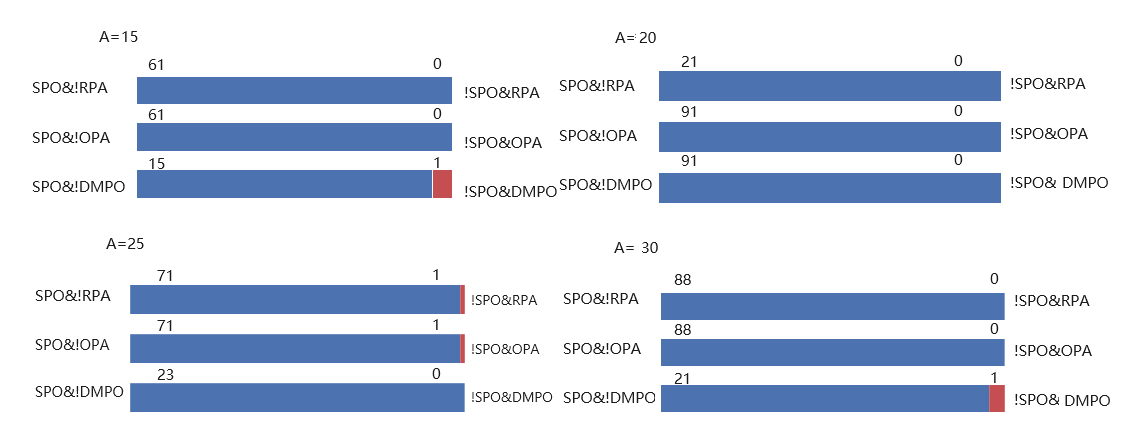 A=15
61 0
SPO&!RPA !SPO&RPA
61 0
SPO&!OPA !SPO&OPA
15 1
SPO&!DMPO !SPO&DMPO
A= 20
21 0
SPO&!RPA !SPO&RPA
91 0
SPO&!OPA !SPO&OPA
91 0
SPO&!DMPO !SPO& DMPO
A=25
71 1
SPO&!RPA !SPO&RPA
71 1
SPO&!OPA !SPO&OPA
23 0
SPO&!DMPO !SPO&DMPO
A= 30
88 0
SPO&!RPA !SPO&RPA
88 0
SPO&!OPA !SPO&OPA
21 1
SPO&!DMPO !SPO& DMPO